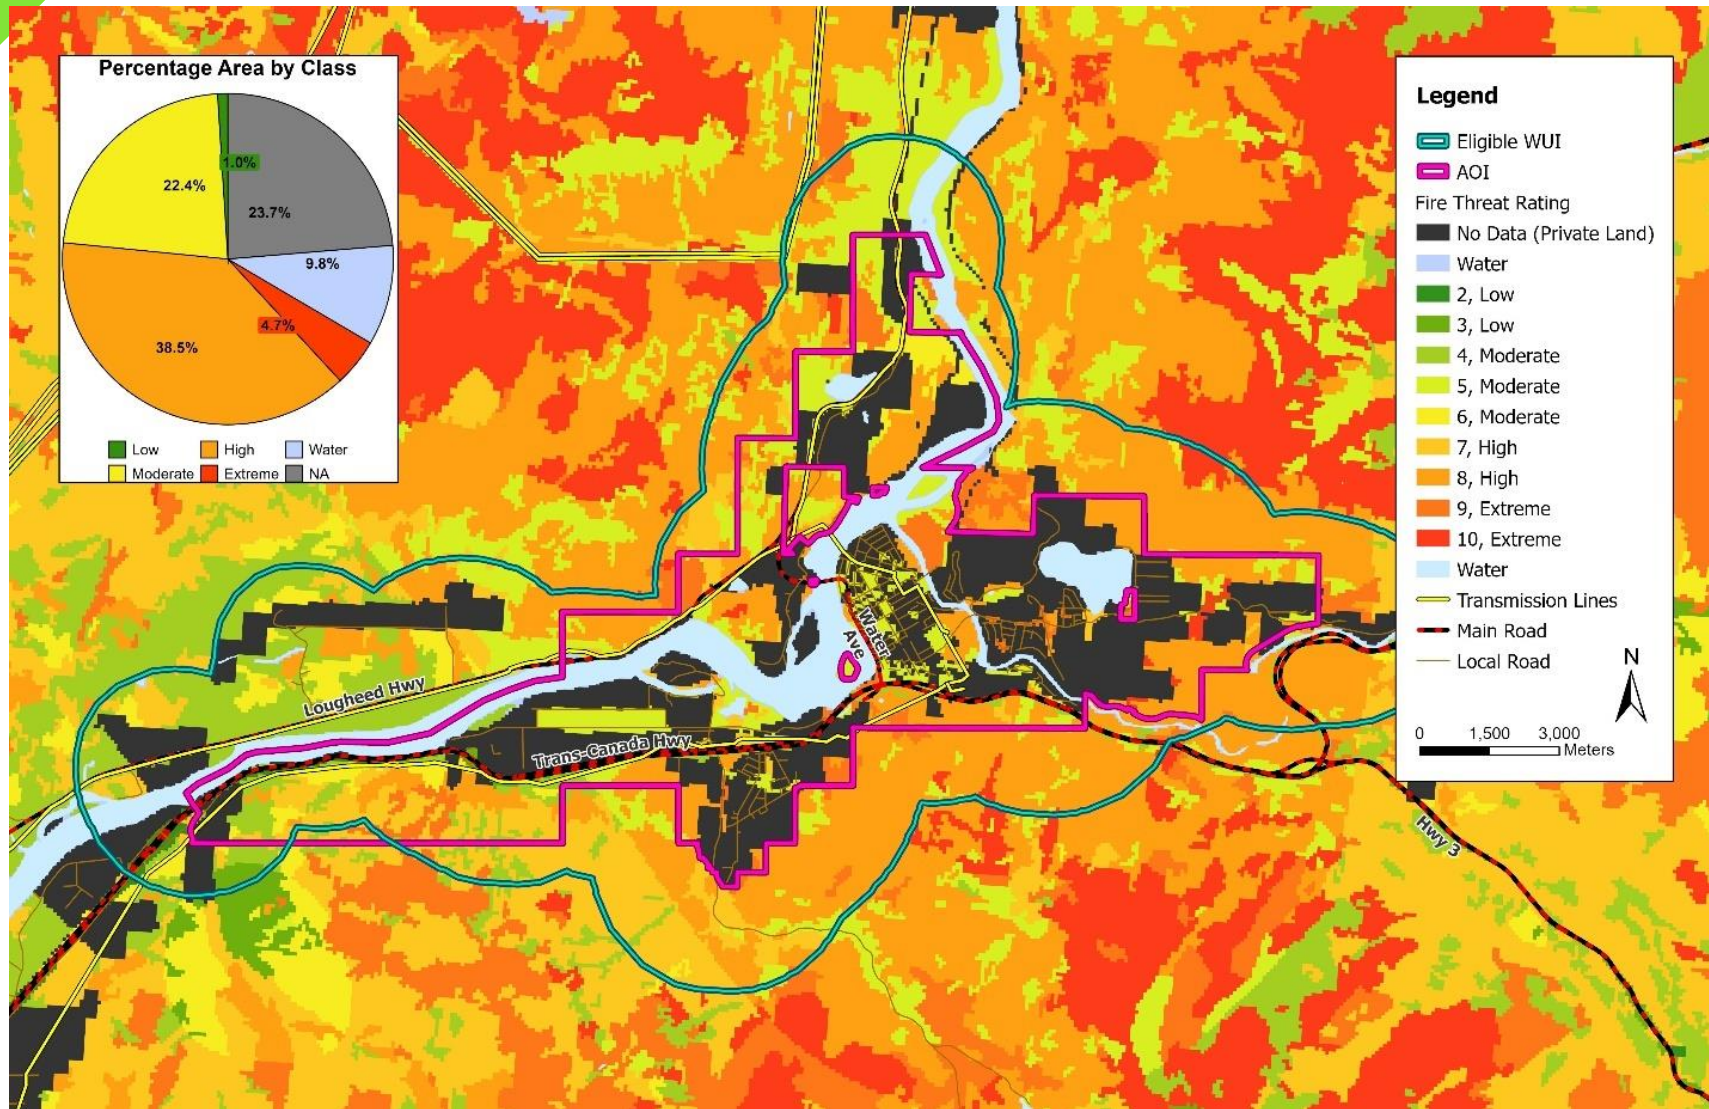 Percentage Area by Class
1.0%
22.4%
23.7%
9.8%
4.7%
38.5%
Low
High
Water
Moderate
Extreme
NA
Legend
Eligible WUI
AOI
Fire Threat Rating
No Data (Private Land)
Water
2, Low
3, Low
4, Moderate
5, Moderate
6, Moderate
7, High
8, High
9, Extreme
10, Extreme
Water
Transmission Lines
Main Road
Local Road
N
0 1,500 3,000
Meters
Water
Ave
Lougheed Hwy
Trans-Canada Hwy
Hwy 3